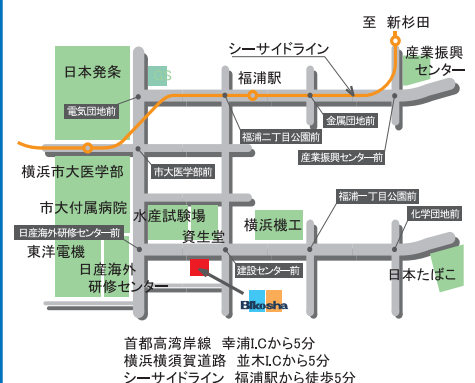 至 新杉田
シーサイドライン
産業振興
センター
日本発条
福浦駅
電気団地前
金属団地前
福浦二丁目公園前
産業振興センター前
横浜市大医学部
市大医学部前
福浦一丁目公園前
市大付属病院
水産試験場
横浜機工
化学団地前
日産海外研修センター前
資生堂
東洋電機
日産海外
研修センター
建設センター前
日本たばこ
Bikosha
首都高湾岸線 幸浦I.Cから5分
横浜横須賀道路 並木I.Cから5分
シーサイドライン 福浦駅から徒歩5分